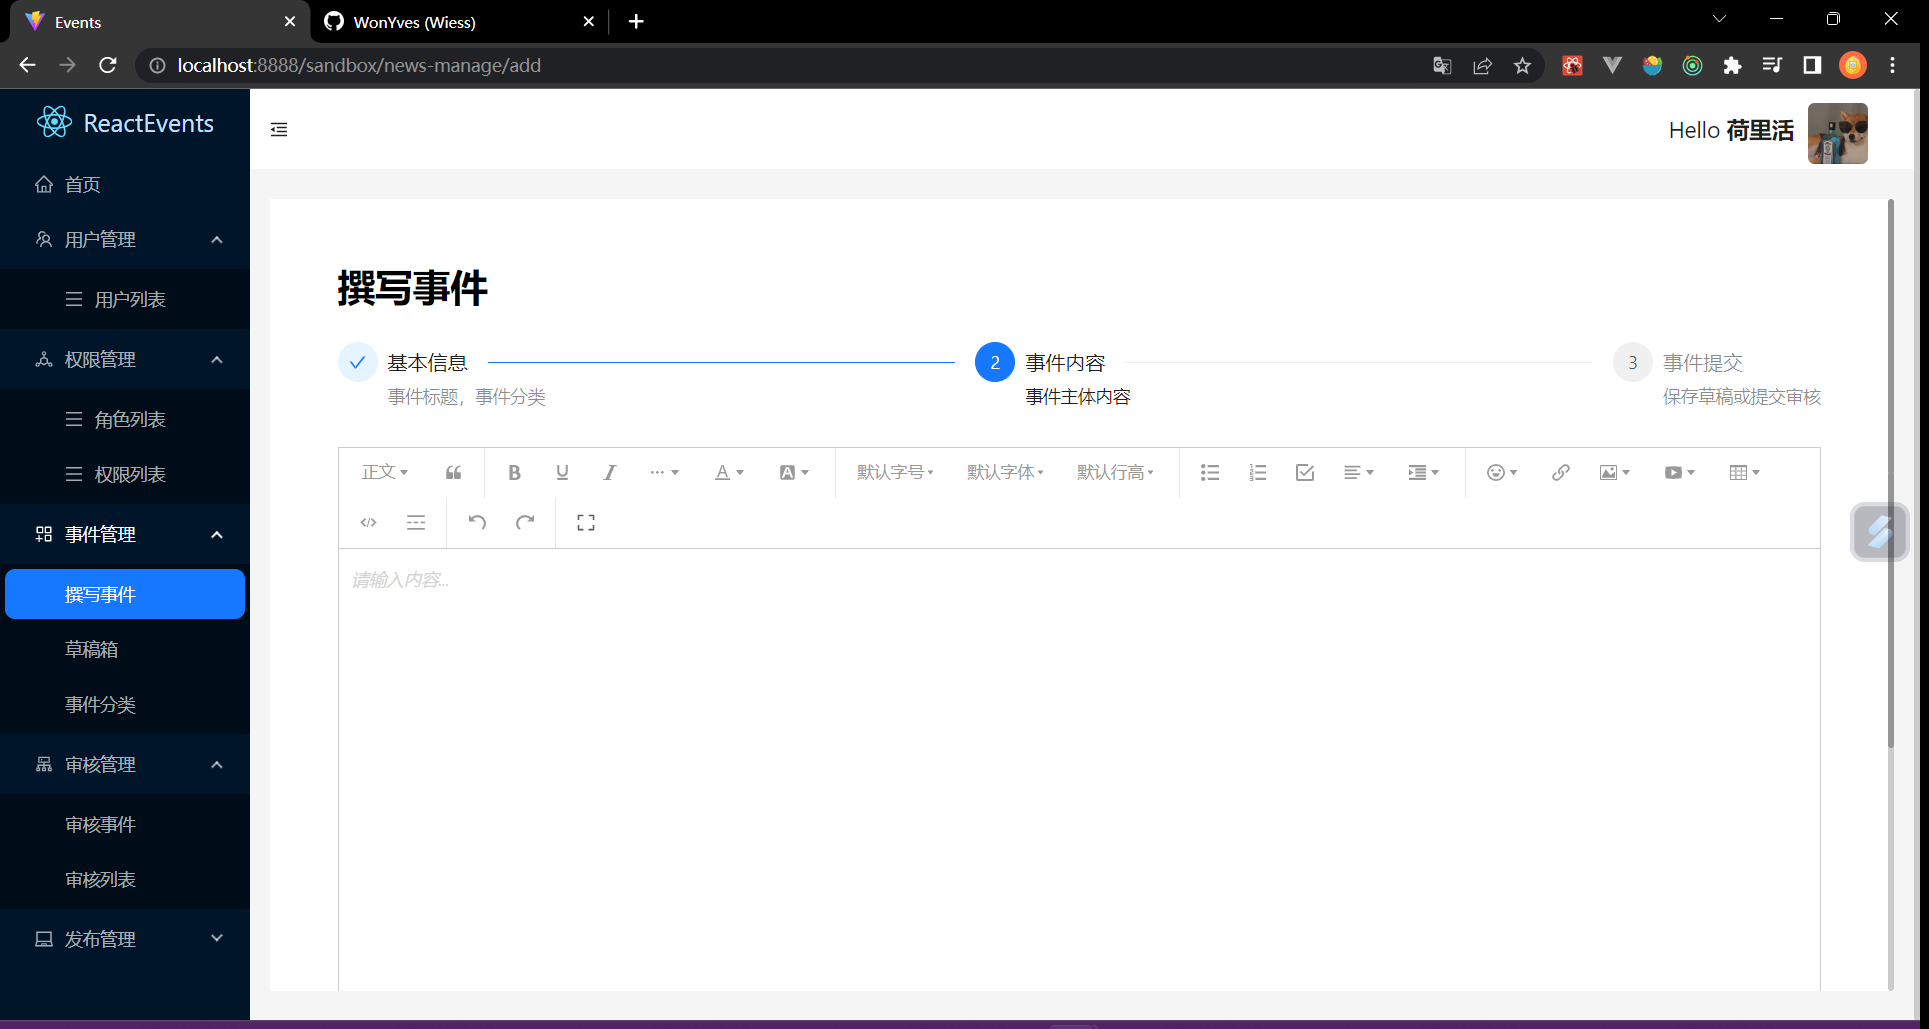 Events
WonYves (Wiess)
localhost:8888/sandbox/news-manage/add
ReactEvents
Hello 荷里活
首页
用户管理
用户列表
权限管理
角色列表
权限列表
事件管理
撰写事件
草稿箱
事件分类
审核管理
审核事件
审核列表
发布管理
撰写事件
基本信息
事件标题，事件分类
2 事件内容
事件主体内容
3 事件提交
保存草稿或提交审核
正文 B U I A A 默认字号 默认字体 默认行高
请输入内容...